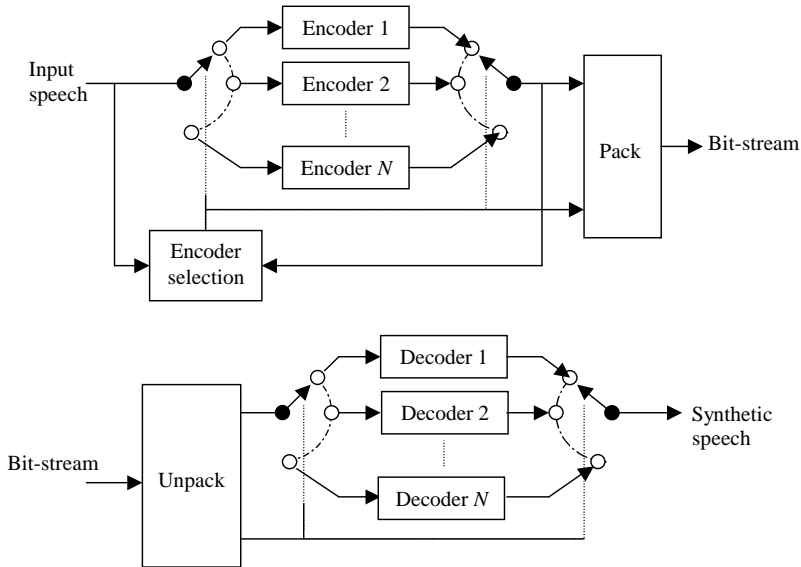 Input
speech
Encoder 1
Encoder 2
Encoder N
Encoder
selection
Pack
Bit-stream
Bit-stream
Unpack
Decoder 1
Decoder 2
Decoder N
Synthetic
speech